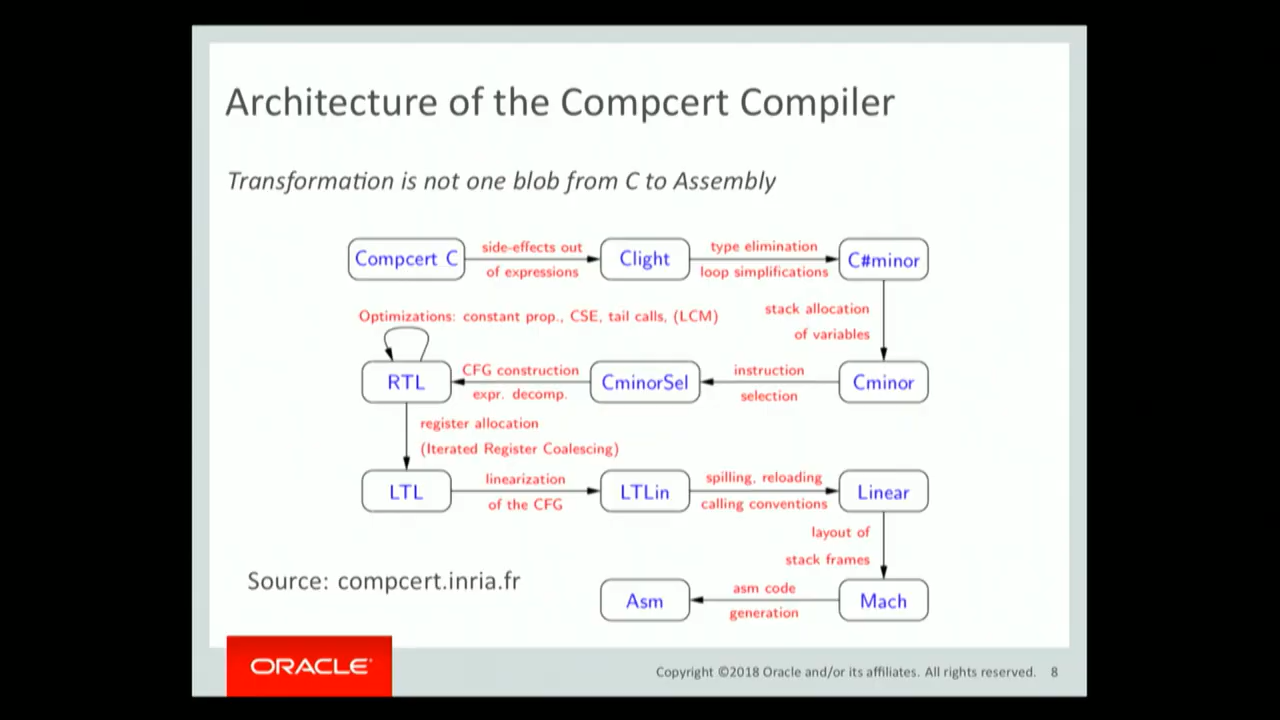 Architecture of the Compcert Compiler
Transformation is not one blob from C to Assembly
Compcert C
side-effects out
of expressions
Clight
type elimination
loop simplifications
C#minor
stack allocation
of variables
Optimizations: constant prop., CSE, tail calls, (LCM)
RTL
CFG construction
expr. decomp.
CminorSel
instruction
selection
Cminor
register allocation
(Iterated Register Coalescing)
LTL
linearization
of the CFG
LTLin
spilling, reloading
calling conventions
Linear
layout of
stack frames
Source: compcert.inria.fr
Asm
asm code
generation
Mach
ORACLE
Copyright ©2018 Oracle and/or its affiliates. All rights reserved. 8